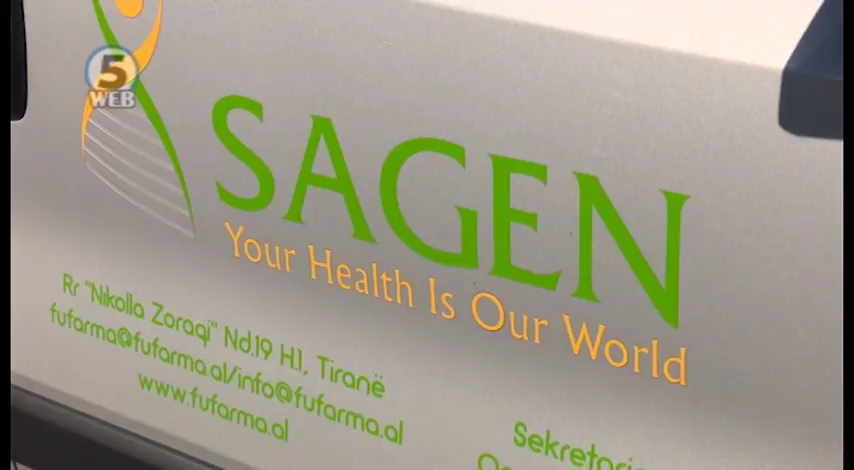 5
WEB
SAGEN
Your Health Is Our World
Rr "Nikolla Zoraqi" Nd.19 H.1, Tiranë
fufarma@fufarma.al/info@fufarma.al
www.fufarma.al